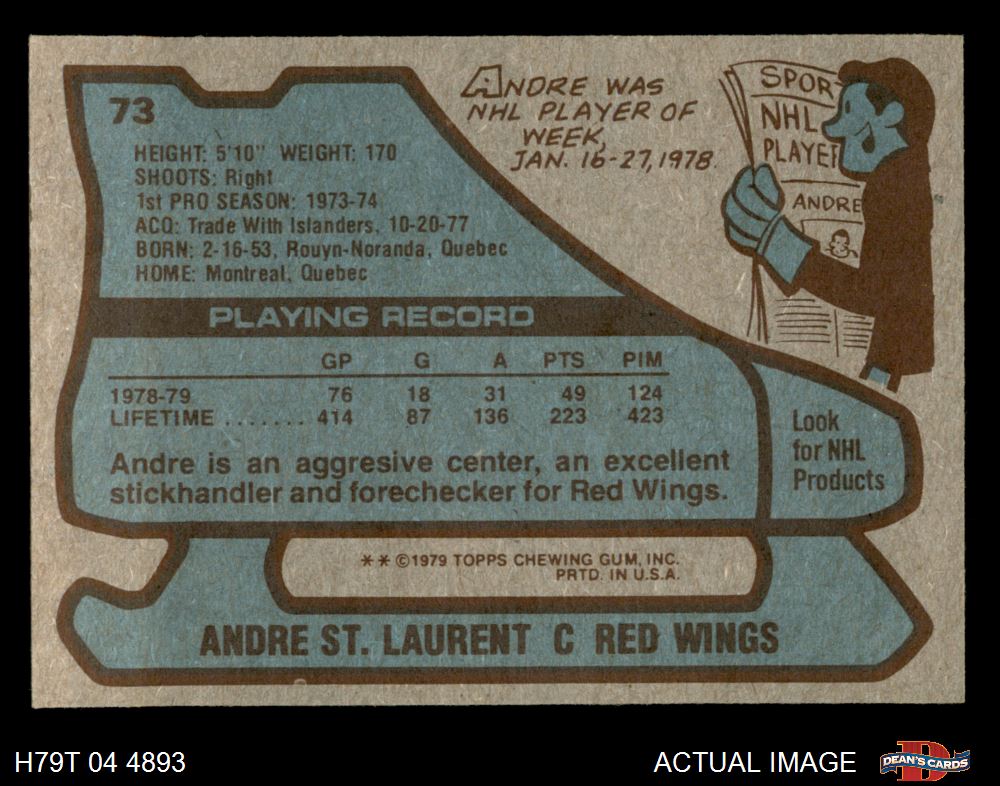 73
HEIGHT: 5'10" WEIGHT: 170
SHOOTS: Right
1st PRO SEASON: 1973-74
ACQ: Trade With Islanders, 10-20-77
BORN: 2-16-53, Rouyn-Noranda, Quebec
HOME: Montreal, Quebec
ANDRE WAS
NHL PLAYER OF
WEEK,
JAN. 16-27, 1978.
SPOR
NHL
PLAYER
ANDRE
PLAYING RECORD
GP G A PTS PIM
1978-79 76 18 31 49 124
LIFETIME ....... 414 87 136 223 423
Andre is an aggresive center, an excellent
stickhandler and forechecker for Red Wings.
Look
for NHL
Products
** ©1979 TOPPS CHEWING GUM, INC.
PRTD. IN U.S.A.
ANDRE ST. LAURENT C RED WINGS
H79T 04 4893
ACTUAL IMAGE
D
DEAN'S CARDS